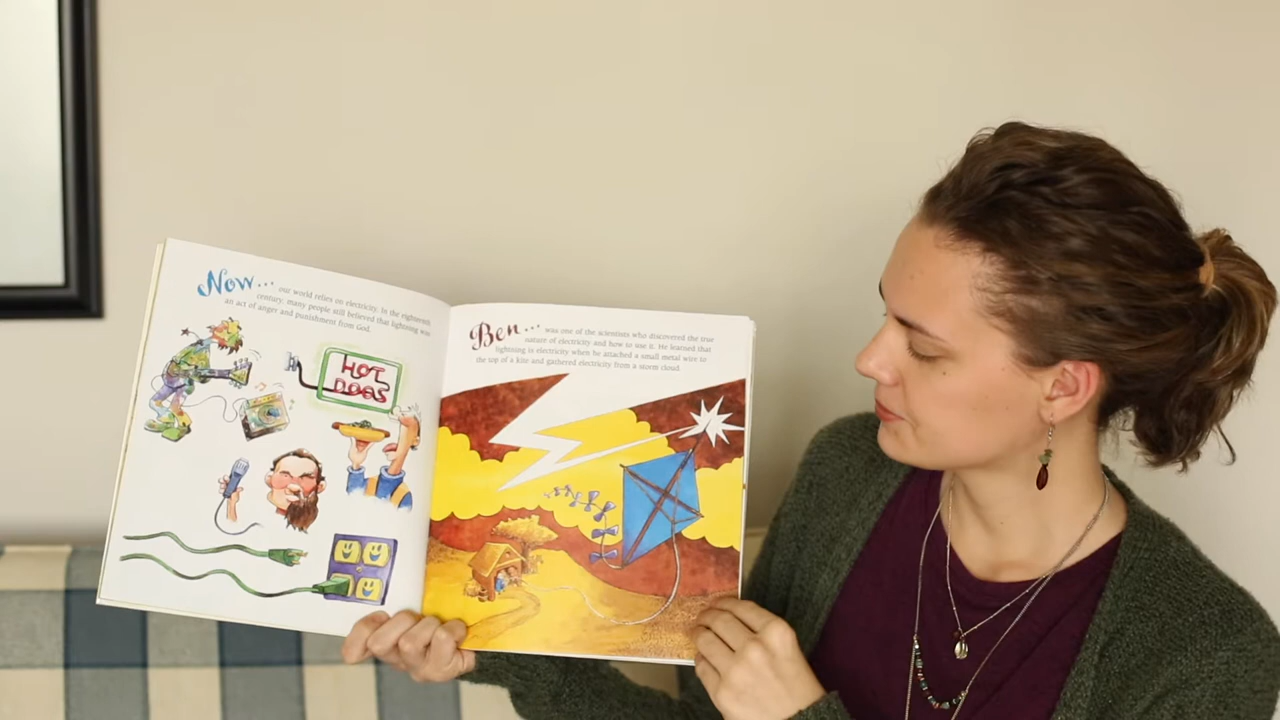 Now... our world relies on electricity. In the eighteenth
century, many people still believed that lightning was
an act of anger and punishment from God.
HOT
DOGS
Ben... was one of the scientists who discovered the true
nature of electricity and how to use it. He learned that
lightning is electricity when he attached a small metal wire to
the top of a kite and gathered electricity from a storm cloud.